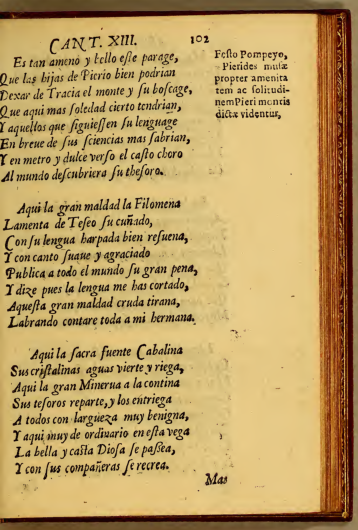 CANT. XIII. 102
Es tan ameno y bello este parage,
Que las hijas de Pierio bien podrian
Dexar de Tracia el monte y su boscage,
Que aqui mas soledad cierto tendrian,
Y aquellos que siguiessen su lenguage
En breue de sus sciencias mas sabrian,
Y en metro y dulce verso el casto choro
Al mundo descubriera su thesoro.
Festo Pompeyo,
Pierides musæ
propter amenita
tem ac solitudi-
nem Pieri montis
dictæ videntur,
Aqui la gran maldad la Filomena
Lamenta de Teseo su cuñado,
Con su lengua harpada bien resuena,
Y con canto suaue y agraciado
Publica a todo el mundo su gran pena,
Y dize pues la lengua me has cortado,
Aquesta gran maldad cruda tirana,
Labrando contare toda a mi hermana.
Aqui la sacra fuente Cabalina
Sus cristalinas aguas vierte y riega,
Aqui la gran Minerua a la contina
Sus tesoros reparte, y los entriega
A todos con largueza muy benigna,
Y aqui muy de ordinario en esta vega
La bella y casta Diosa se passea,
Y con sus compañeras se recrea.
Mas